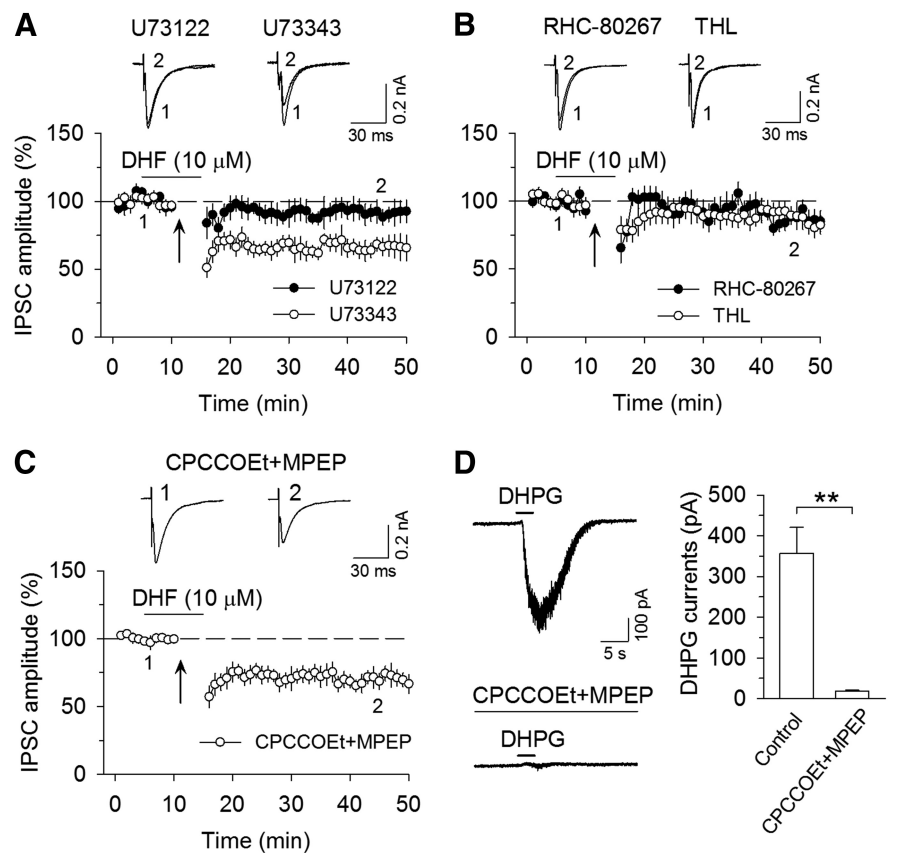 A
U73122
U73343
2
1
2
1
0.2 nA
30 ms
DHF (10 µM)
IPSC amplitude (%)
150
100
50
0
1
2
U73122
U73343
0 10 20 30 40 50
Time (min)
B
RHC-80267
THL
2
1
2
1
0.2 nA
30 ms
DHF (10 µM)
IPSC amplitude (%)
150
100
50
0
1
2
RHC-80267
THL
0 10 20 30 40 50
Time (min)
C
CPCCOEt+MPEP
1
2
0.2 nA
30 ms
DHF (10 µM)
IPSC amplitude (%)
150
100
50
0
1
2
CPCCOEt+MPEP
0 10 20 30 40 50
Time (min)
D
DHPG
100 pA
5 s
CPCCOEt+MPEP
DHPG
DHPG currents (pA)
500
400
300
200
100
0
**
Control
CPCCOEt+MPEP